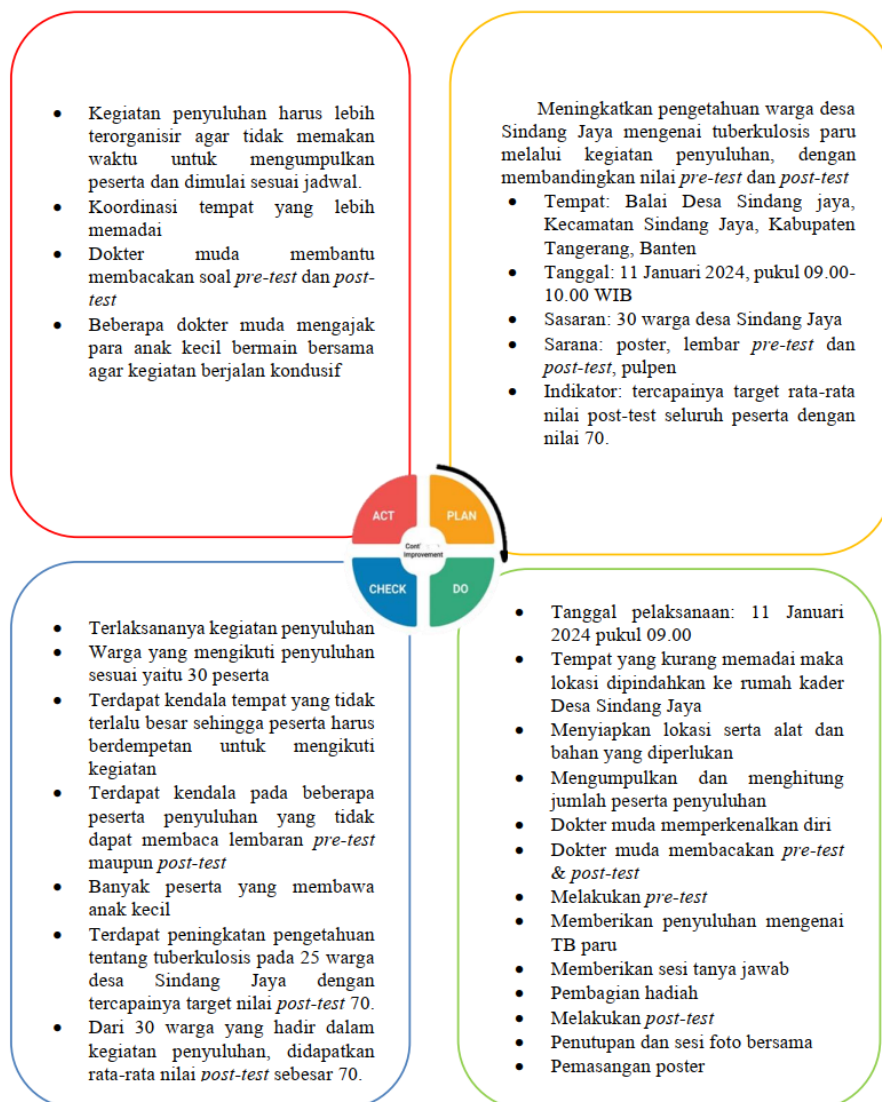 • Kegiatan penyuluhan harus lebih
terorganisir agar tidak memakan
waktu untuk mengumpulkan
peserta dan dimulai sesuai jadwal.
• Koordinasi tempat yang lebih
memadai
• Dokter muda membantu
membacakan soal pre-test dan post-
test
• Beberapa dokter muda mengajak
para anak kecil bermain bersama
agar kegiatan berjalan kondusif
Meningkatkan pengetahuan warga desa
Sindang Jaya mengenai tuberkulosis paru
melalui kegiatan penyuluhan, dengan
membandingkan nilai pre-test dan post-test
• Tempat: Balai Desa Sindang jaya,
Kecamatan Sindang Jaya, Kabupaten
Tangerang, Banten
• Tanggal: 11 Januari 2024, pukul 09.00-
10.00 WIB
• Sasaran: 30 warga desa Sindang Jaya
• Sarana: poster, lembar pre-test dan
post-test, pulpen
• Indikator: tercapainya target rata-rata
nilai post-test seluruh peserta dengan
nilai 70.
ACT
PLAN
Improvement
CHECK
DO
• Terlaksananya kegiatan penyuluhan
• Warga yang mengikuti penyuluhan
sesuai yaitu 30 peserta
• Terdapat kendala tempat yang tidak
terlalu besar sehingga peserta harus
berdempetan untuk mengikuti
kegiatan
• Terdapat kendala pada beberapa
peserta penyuluhan yang tidak
dapat membaca lembaran pre-test
maupun post-test
• Banyak peserta yang membawa
anak kecil
• Terdapat peningkatan pengetahuan
tentang tuberkulosis pada 25 warga
desa Sindang Jaya dengan
tercapainya target nilai post-test 70.
• Dari 30 warga yang hadir dalam
kegiatan penyuluhan, didapatkan
rata-rata nilai post-test sebesar 70.
• Tanggal pelaksanaan: 11 Januari
2024 pukul 09.00
• Tempat yang kurang memadai maka
lokasi dipindahkan ke rumah kader
Desa Sindang Jaya
• Menyiapkan lokasi serta alat dan
bahan yang diperlukan
• Mengumpulkan dan menghitung
jumlah peserta penyuluhan
• Dokter muda memperkenalkan diri
• Dokter muda membacakan pre-test
& post-test
• Melakukan pre-test
• Memberikan penyuluhan mengenai
TB paru
• Memberikan sesi tanya jawab
• Pembagian hadiah
• Melakukan post-test
• Penutupan dan sesi foto bersama
• Pemasangan poster